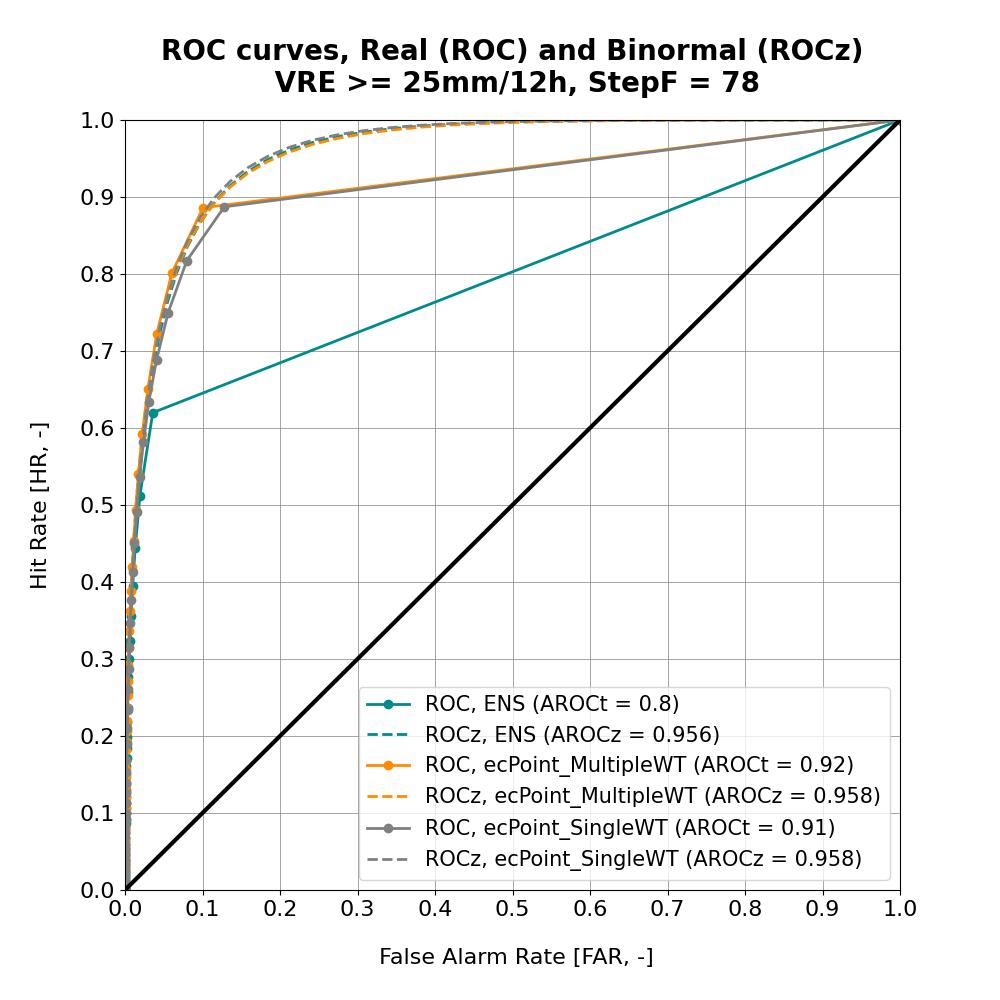 ROC curves, Real (ROC) and Binormal (ROCz)
VRE >= 25mm/12h, StepF = 78
1.0
0.9
0.8
0.7
0.6
0.5
0.4
0.3
0.2
0.1
0.0
Hit Rate [HR, -]
ROC, ENS (AROCt = 0.8)
ROCz, ENS (AROCz = 0.956)
ROC, ecPoint_MultipleWT (AROCt = 0.92)
ROCz, ecPoint_MultipleWT (AROCz = 0.958)
ROC, ecPoint_SingleWT (AROCt = 0.91)
ROCz, ecPoint_SingleWT (AROCz = 0.958)
0.0 0.1 0.2 0.3 0.4 0.5 0.6 0.7 0.8 0.9 1.0
False Alarm Rate [FAR, -]